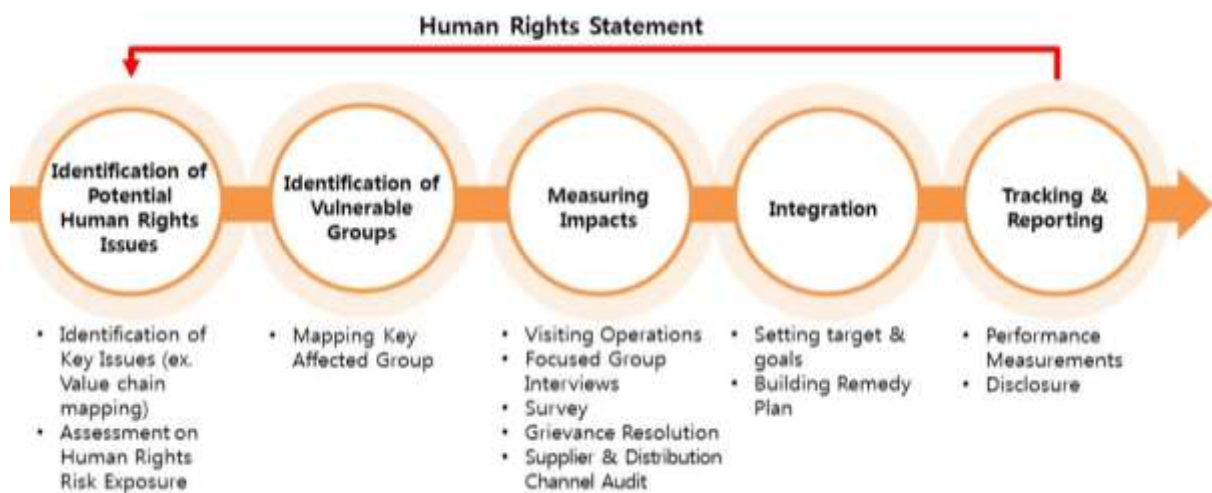 Human Rights Statement
Identification of
Potential
Human Rights
Issues
Identification of
Vulnerable
Groups
Measuring
Impacts
Integration
Tracking &
Reporting
• Identification of
Key Issues (ex.
Value chain
mapping)
• Assessment on
Human Rights
Risk Exposure
• Mapping Key
Affected Group
• Visiting Operations
• Focused Group
Interviews
• Survey
• Grievance Resolution
• Supplier & Distribution
Channel Audit
• Setting target &
goals
• Building Remedy
Plan
• Performance
Measurements
• Disclosure